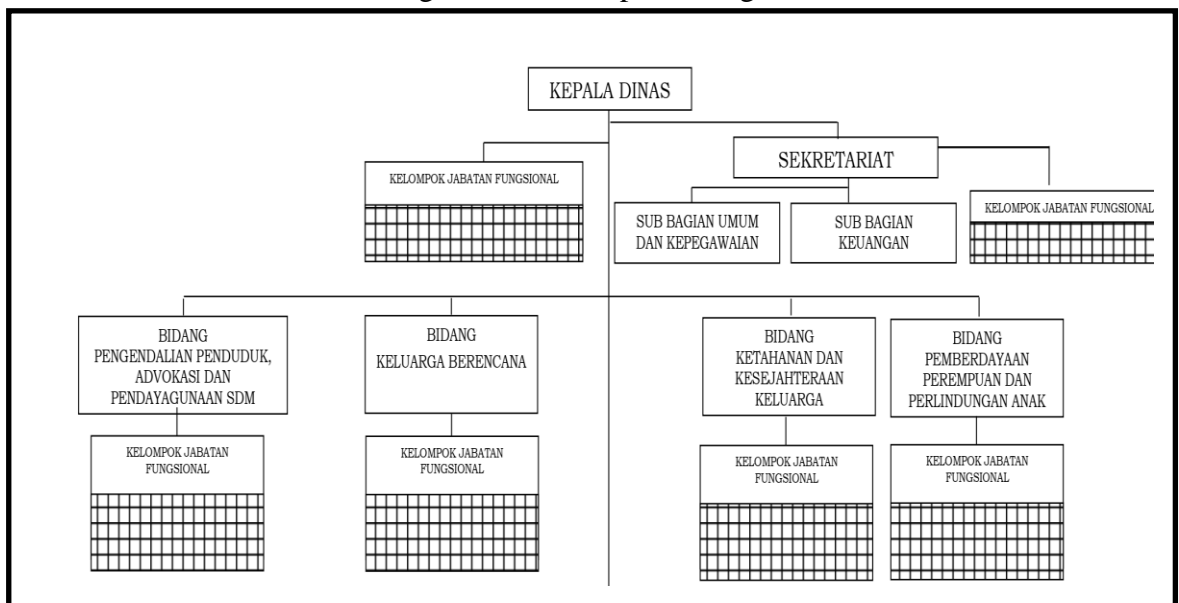 KEPALA DINAS
SEKRETARIAT
KELOMPOK JABATAN FUNGSIONAL
KELOMPOK JABATAN FUNGSIONAL
SUB BAGIAN UMUM
DAN KEPEGAWAIAN
SUB BAGIAN
KEUANGAN
BIDANG
PENGENDALIAN PENDUDUK,
ADVOKASI DAN
PENDAYAGUNAAN SDM
BIDANG
KELUARGA BERENCANA
BIDANG
KETAHANAN DAN
KESEJAHTERAAN
KELUARGA
BIDANG
PEMBERDAYAAN
PEREMPUAN DAN
PERLINDUNGAN ANAK
KELOMPOK JABATAN
FUNGSIONAL
KELOMPOK JABATAN
FUNGSIONAL
KELOMPOK JABATAN
FUNGSIONAL
KELOMPOK JABATAN
FUNGSIONAL